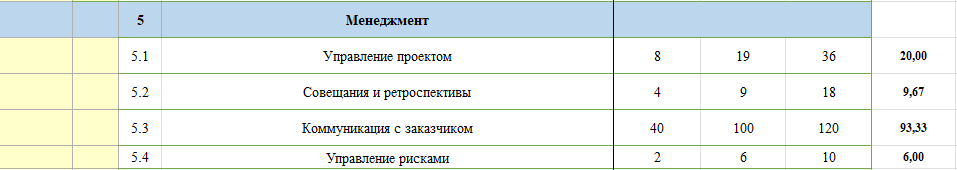 5 Менеджмент
5.1 Управление проектом 8 19 36 20,00
5.2 Совещания и ретроспективы 4 9 18 9,67
5.3 Коммуникация с заказчиком 40 100 120 93,33
5.4 Управление рисками 2 6 10 6,00